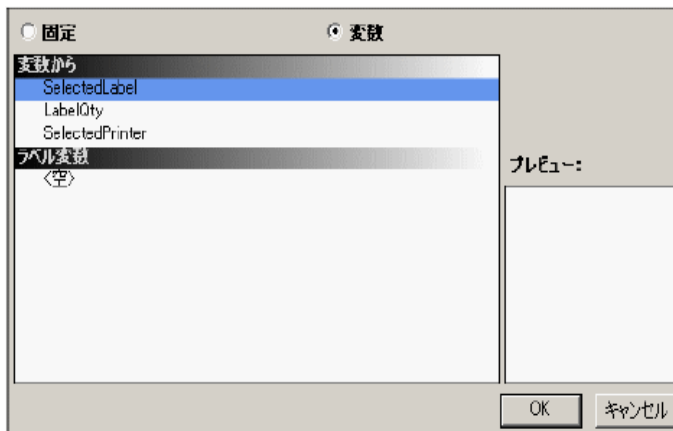 固定
変数
変数から
SelectedLabel
LabelQty
SelectedPrinter
ラベル変数
<空>
プレビュー:
OK
キャンセル